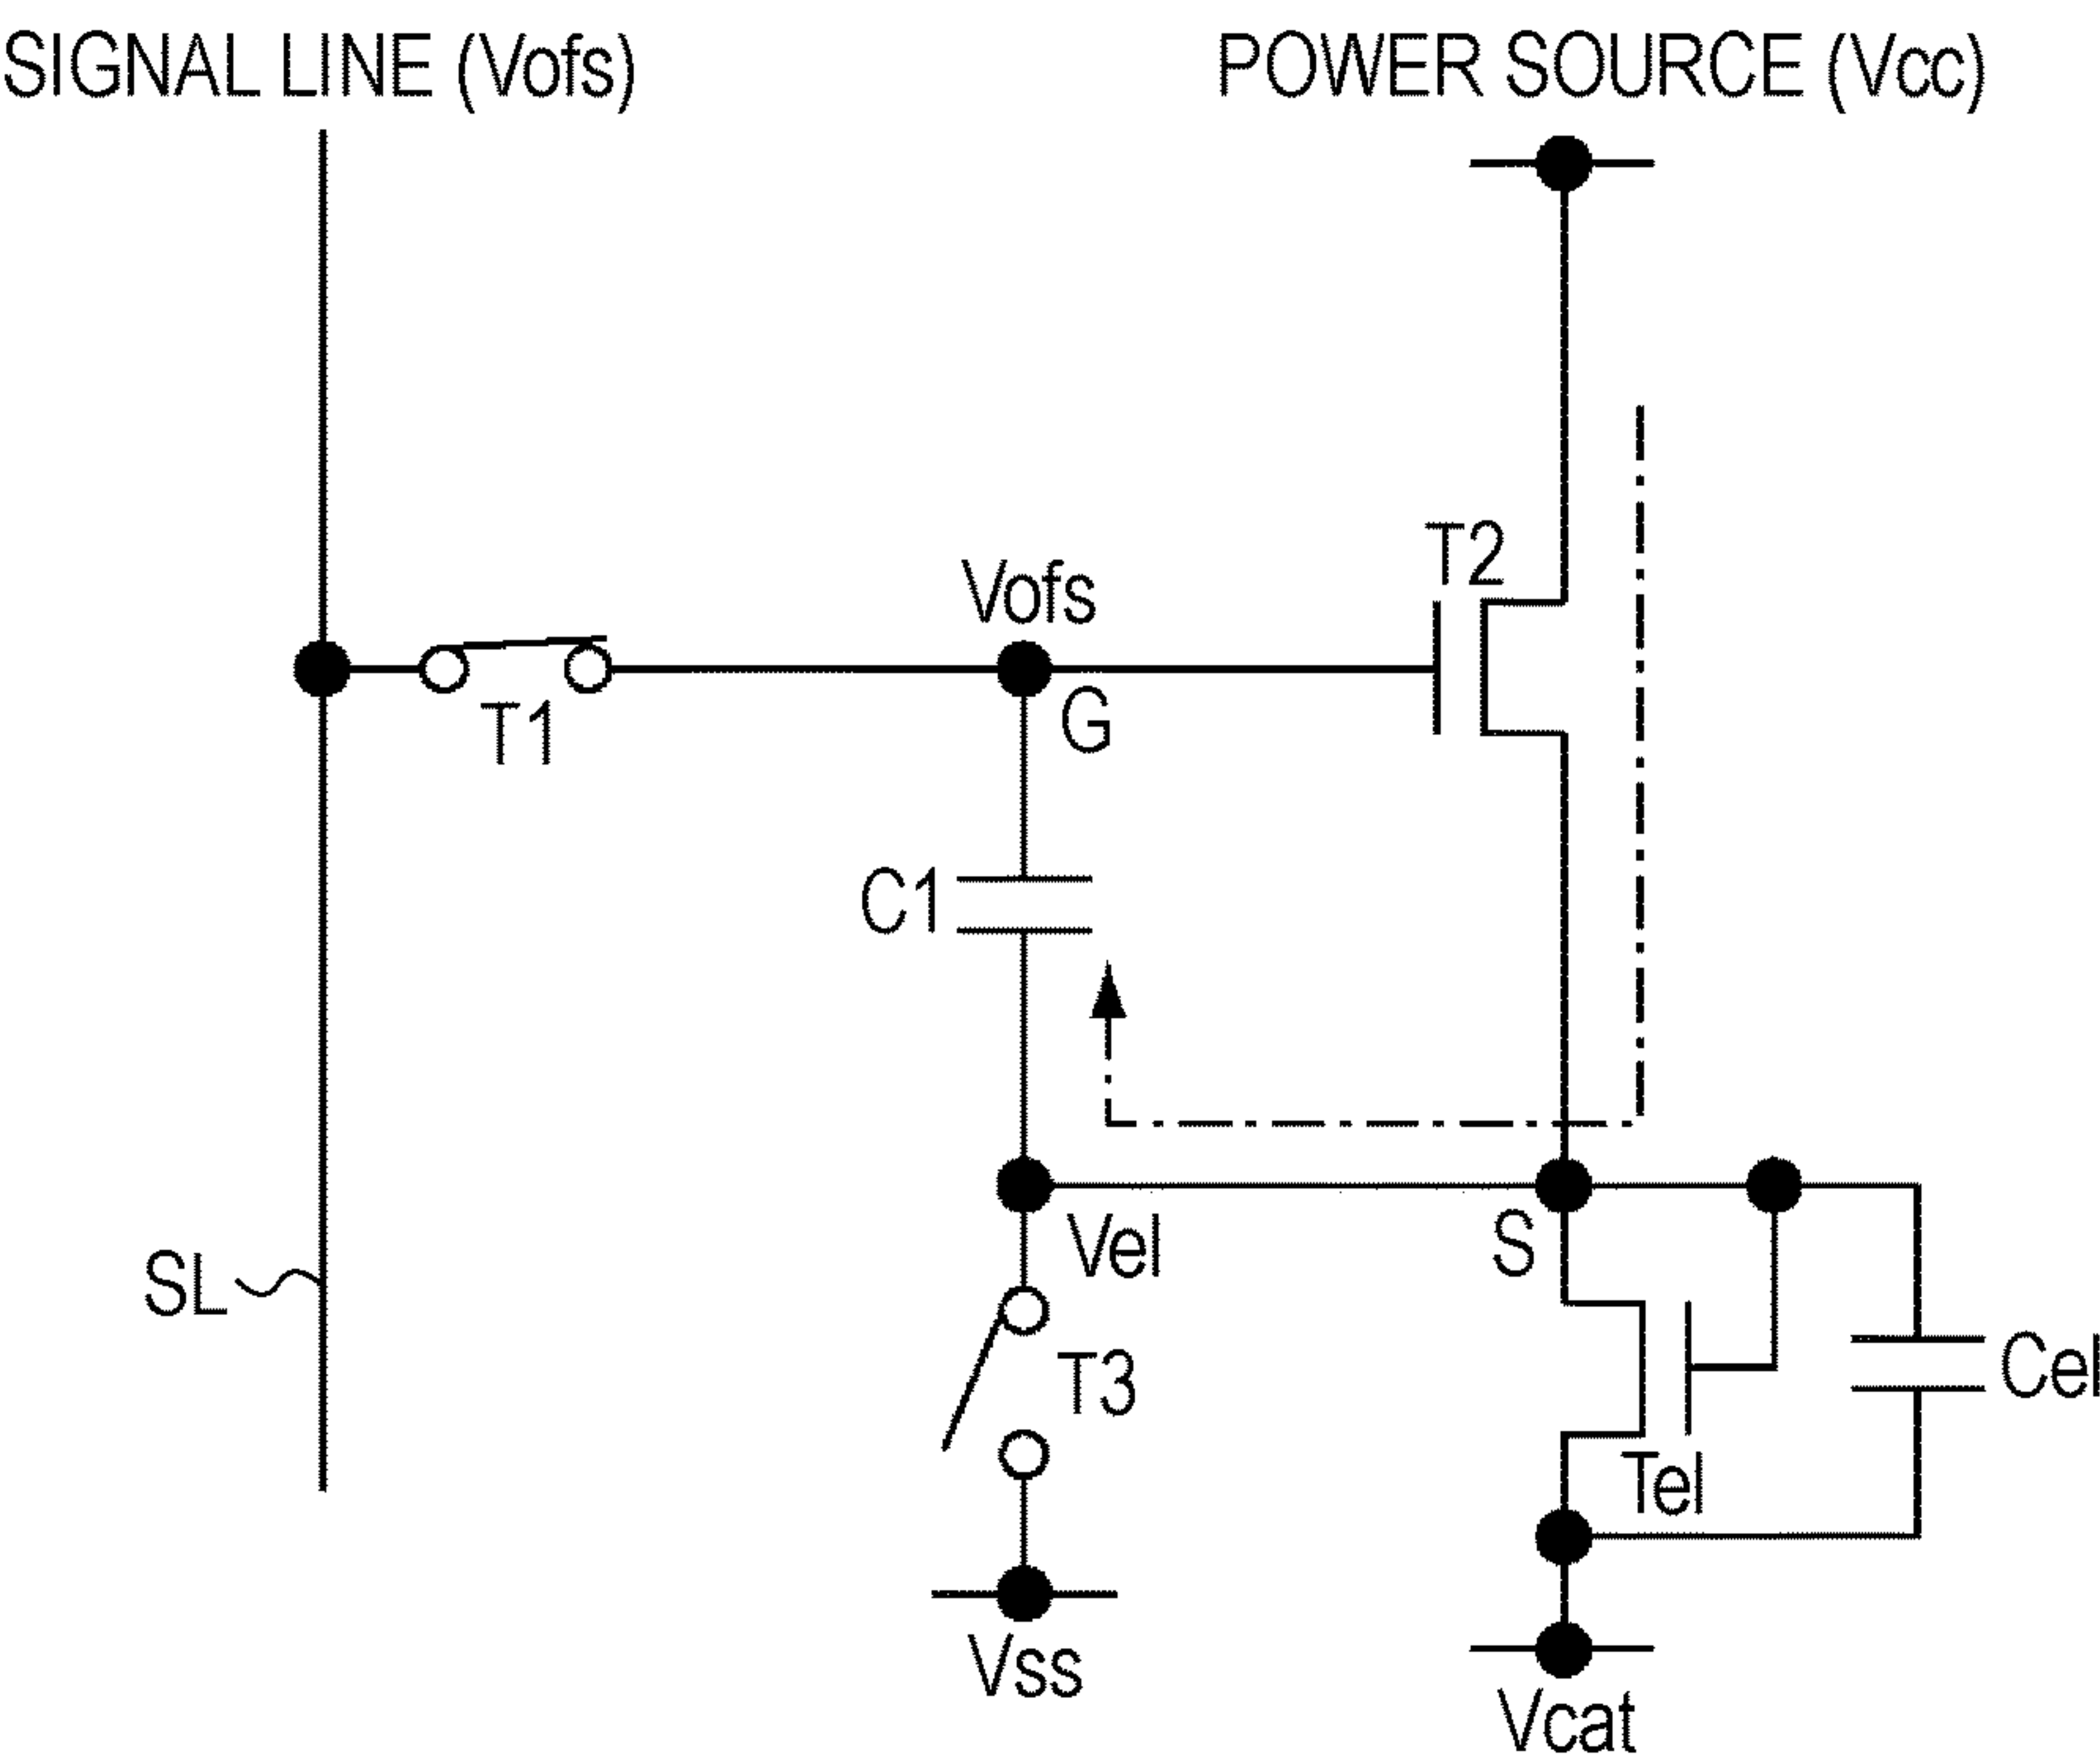 SIGNAL LINE (Vofs)
POWER SOURCE (Vcc)
T2
Vofs
G
T1
C1
Vel
S
SL
T3
Cel
Tel
Vss
Vcat